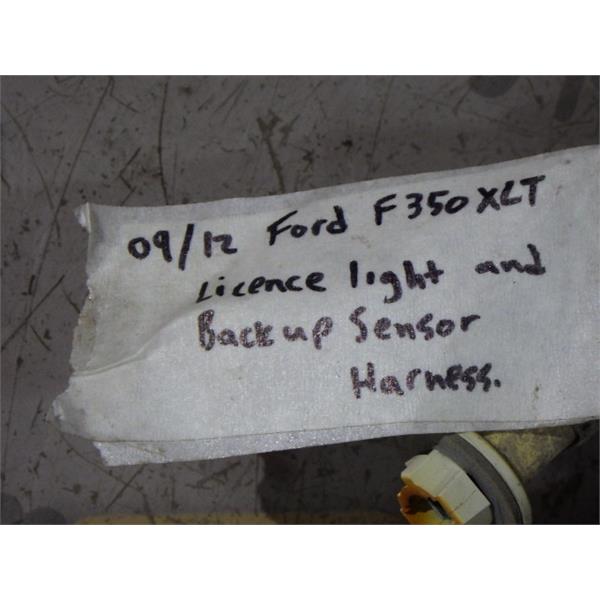 09/12 Ford F350 XLT
Licence light and
Backup Sensor
Harness.